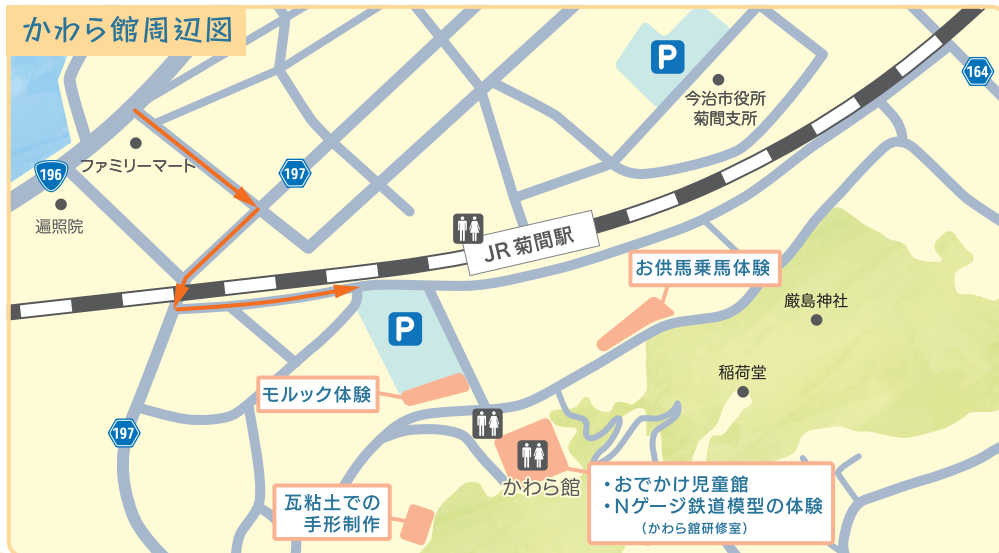 かわら館周辺図
P
今治市役所
菊間支所
164
ファミリーマート
196
197
遍照院
JR菊間駅
お供馬乗馬体験
厳島神社
P
稲荷堂
モルック体験
197
かわら館
・おでかけ児童館
・Nゲージ鉄道模型の体験
（かわら館研修室）
瓦粘土での
手形制作